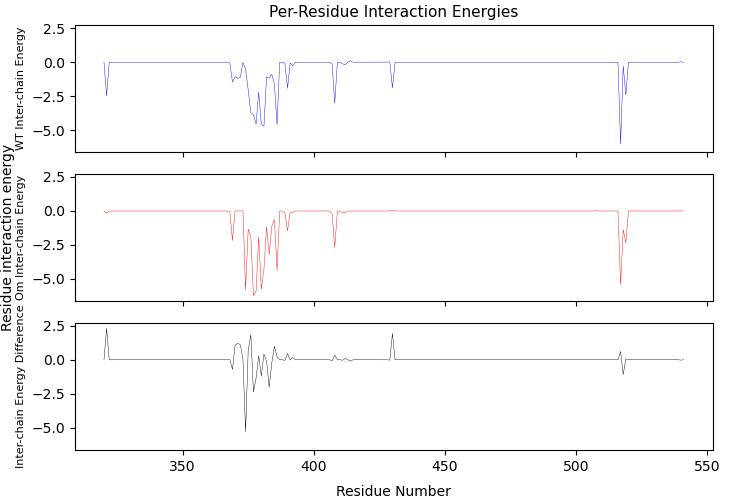 Per-Residue Interaction Energies
Residue interaction energy
WT Inter-chain Energy
2.5
0.0
−2.5
−5.0
Om Inter-chain Energy
2.5
0.0
−2.5
−5.0
Inter-chain Energy Difference
2.5
0.0
−2.5
−5.0
350
400
450
500
550
Residue Number